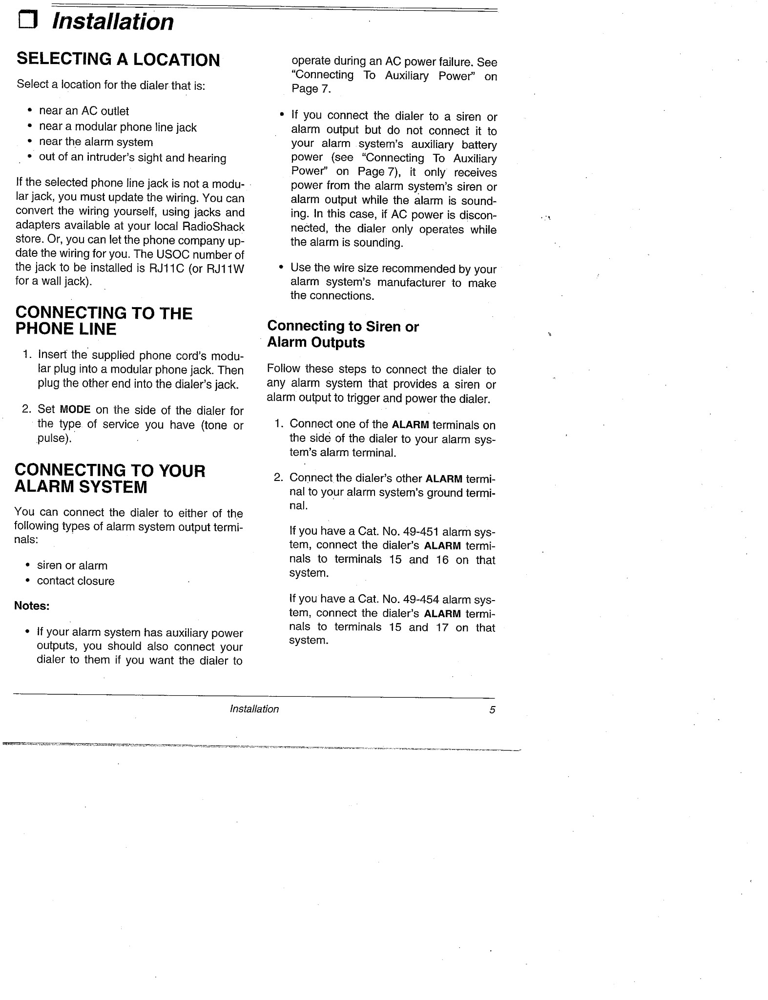 Installation
SELECTING A LOCATION
Select a location for the dialer that is:
• near an AC outlet
• near a modular phone line jack
• near the alarm system
• out of an intruder's sight and hearing
If the selected phone line jack is not a modu-
lar jack, you must update the wiring. You can
convert the wiring yourself, using jacks and
adapters available at your local RadioShack
store. Or, you can let the phone company up-
date the wiring for you. The USOC number of
the jack to be installed is RJ11C (or RJ11W
for a wall jack).
CONNECTING TO THE
PHONE LINE
1. Insert the supplied phone cord's modu-
lar plug into a modular phone jack. Then
plug the other end into the dialer's jack.
2. Set MODE on the side of the dialer for
the type of service you have (tone or
pulse).
CONNECTING TO YOUR
ALARM SYSTEM
You can connect the dialer to either of the
following types of alarm system output termi-
nals:
• siren or alarm
• contact closure
Notes:
• If your alarm system has auxiliary power
outputs, you should also connect your
dialer to them if you want the dialer to
operate during an AC power failure. See
“Connecting To Auxiliary Power” on
Page 7.
• If you connect the dialer to a siren or
alarm output but do not connect it to
your alarm system's auxiliary battery
power (see “Connecting To Auxiliary
Power” on Page 7), it only receives
power from the alarm system's siren or
alarm output while the alarm is sound-
ing. In this case, if AC power is discon-
nected, the dialer only operates while
the alarm is sounding.
• Use the wire size recommended by your
alarm system's manufacturer to make
the connections.
Connecting to Siren or
Alarm Outputs
Follow these steps to connect the dialer to
any alarm system that provides a siren or
alarm output to trigger and power the dialer.
1. Connect one of the ALARM terminals on
the side of the dialer to your alarm sys-
tem's alarm terminal.
2. Connect the dialer's other ALARM termi-
nal to your alarm system's ground termi-
nal.
If you have a Cat. No. 49-451 alarm sys-
tem, connect the dialer's ALARM termi-
nals to terminals 15 and 16 on that
system.
If you have a Cat. No. 49-454 alarm sys-
tem, connect the dialer's ALARM termi-
nals to terminals 15 and 17 on that
system.
Installation 5